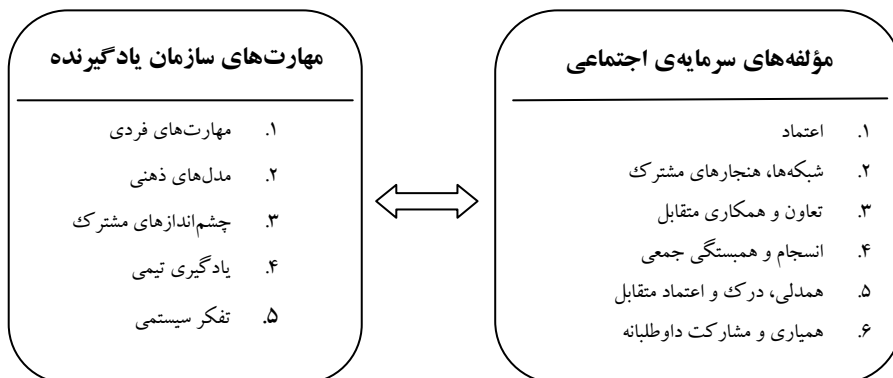 مؤلفه‌های سرمایه‌ی اجتماعی
۱. اعتماد
۲. شبکه‌ها، هنجارهای مشترک
۳. تعاون و همکاری متقابل
۴. انسجام و همبستگی جمعی
۵. همدلی، درک و اعتماد متقابل
۶. همیاری و مشارکت داوطلبانه
مهارت‌های سازمان یادگیرنده
۱. مهارت‌های فردی
۲. مدل‌های ذهنی
۳. چشم‌اندازهای مشترک
۴. یادگیری تیمی
۵. تفکر سیستمی